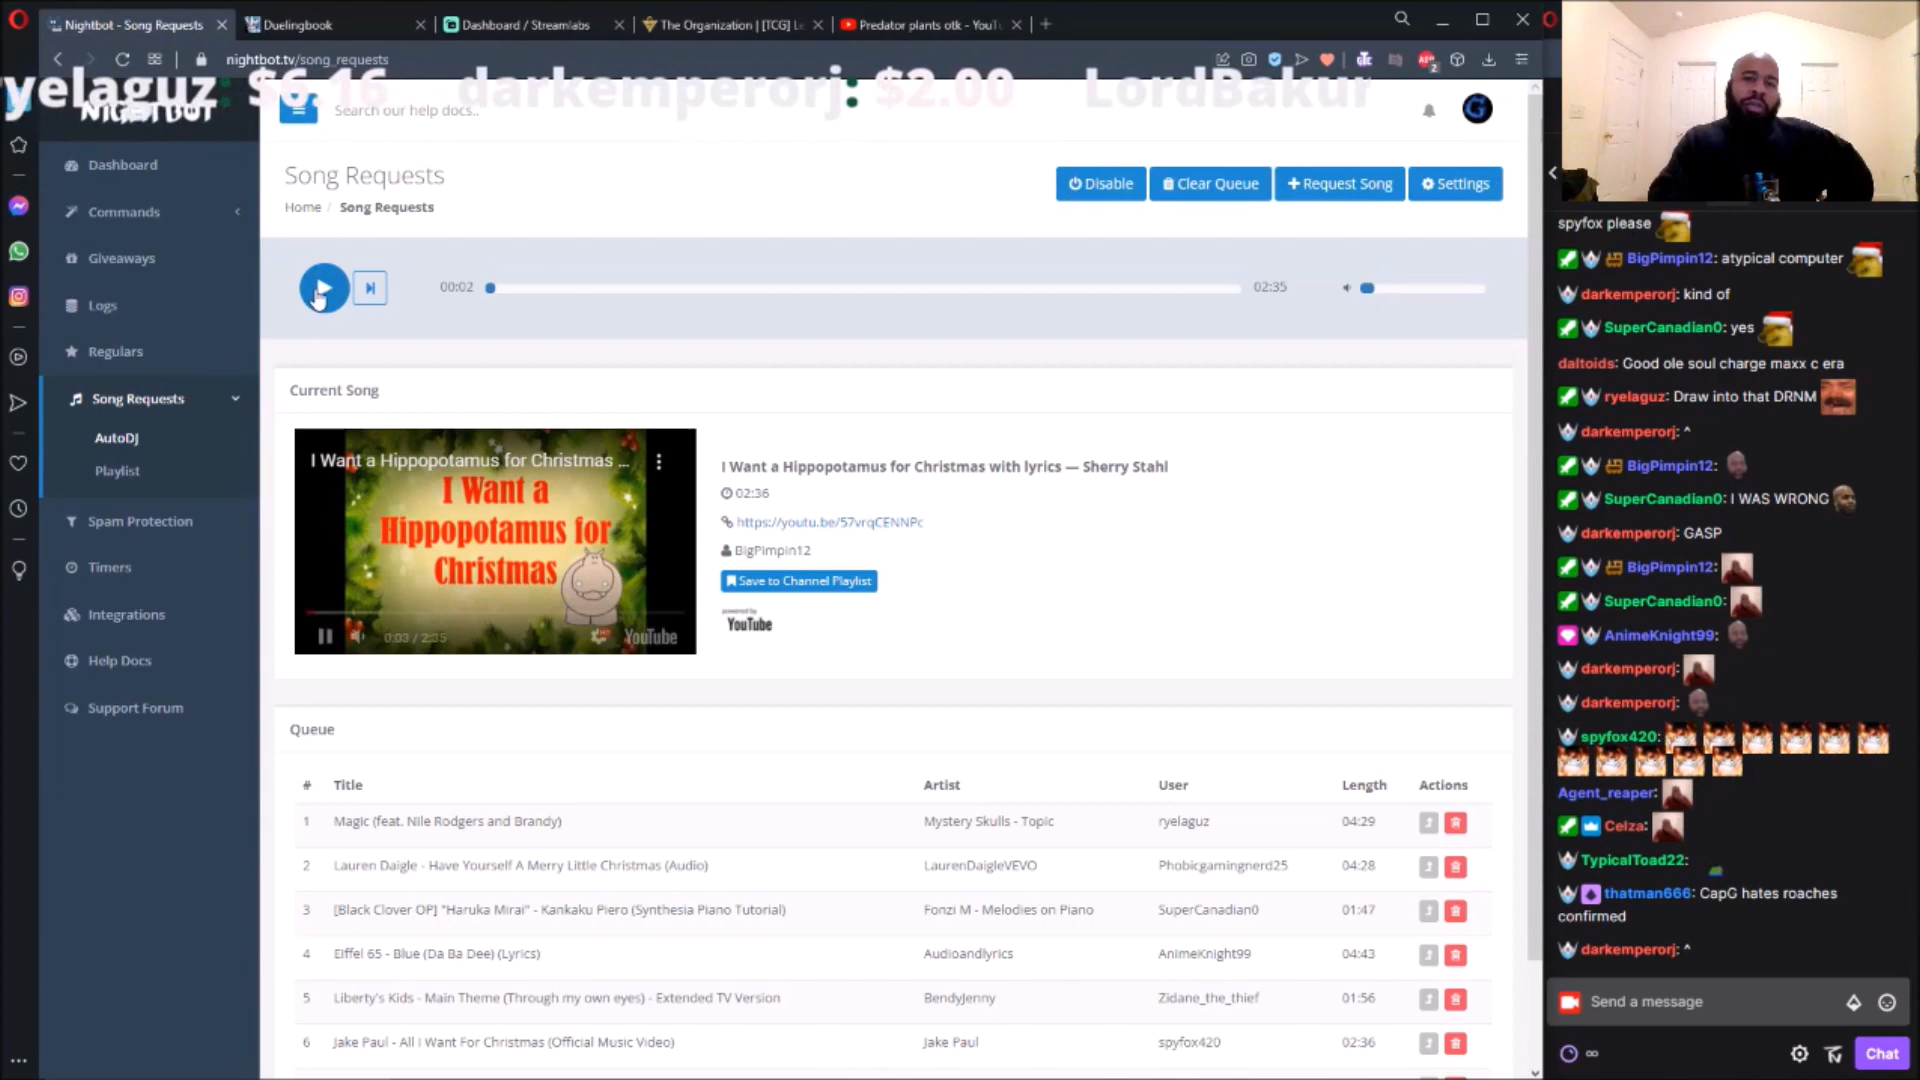 Nightbot - Song Requests
Duelingbook
Dashboard / Streamlabs
The Organization | [TCG] Le
Predator plants otk - YouTu
nightbot.tv/song_requests
2
yelaguz: $6.16 darkemperorj: $2.00 LordBakur
NIGHTBOT
Search our help docs..
G
Dashboard
Commands
Giveaways
Logs
Regulars
Song Requests
AutoDJ
Playlist
Spam Protection
Timers
Integrations
Help Docs
Support Forum
Song Requests
Home / Song Requests
Disable
Clear Queue
Request Song
Settings
00:02
02:35
Current Song
I Want a Hippopotamus for Christmas ...
I Want a
Hippopotamus for
Christmas
0:03 / 2:35
YouTube
I Want a Hippopotamus for Christmas with lyrics — Sherry Stahl
02:36
https://youtu.be/57vrqCENNPc
BigPimpin12
Save to Channel Playlist
powered by
YouTube
Queue
# Title Artist User Length Actions
1 Magic (feat. Nile Rodgers and Brandy) Mystery Skulls - Topic ryelaguz 04:29
2 Lauren Daigle - Have Yourself A Merry Little Christmas (Audio) LaurenDaigleVEVO Phobicgamingnerd25 04:28
3 [Black Clover OP] "Haruka Mirai" - Kankaku Piero (Synthesia Piano Tutorial) Fonzi M - Melodies on Piano SuperCanadian0 01:47
4 Eiffel 65 - Blue (Da Ba Dee) (Lyrics) Audioandlyrics AnimeKnight99 04:43
5 Liberty's Kids - Main Theme (Through my own eyes) - Extended TV Version BendyJenny Zidane_the_thief 01:56
6 Jake Paul - All I Want For Christmas (Official Music Video) Jake Paul spyfox420 02:36
spyfox please
BigPimpin12: atypical computer
darkemperorj: kind of
SuperCanadian0: yes
daltoids: Good ole soul charge maxx c era
ryelaguz: Draw into that DRNM
darkemperorj: ^
BigPimpin12:
SuperCanadian0: I WAS WRONG
darkemperorj: GASP
BigPimpin12:
SuperCanadian0:
AnimeKnight99:
darkemperorj:
darkemperorj:
spyfox420:
Agent_reaper:
Celza:
TypicalToad22:
thatman666: CapG hates roaches
confirmed
darkemperorj: ^
Send a message
Chat